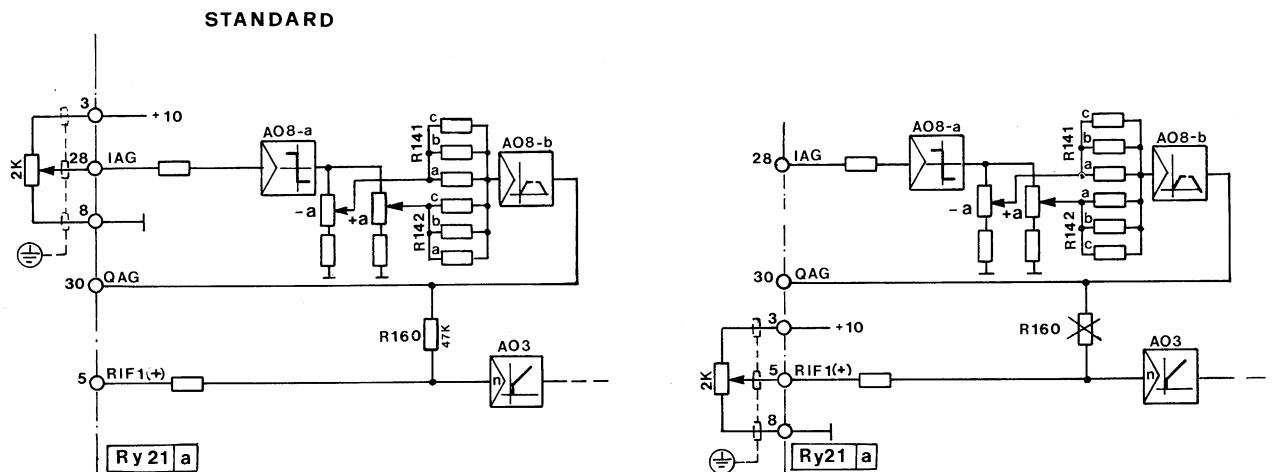 STANDARD
3
+10
2K
28
IAG
8
AO8-a
-a
+a
R141
c
b
a
R142
c
b
a
AO8-b
30
QAG
R160
47K
5
RIF1(+)
AO3
n
Ry21 a
28
IAG
AO8-a
-a
+a
R141
c
b
a
R142
a
b
c
AO8-b
30
QAG
R160
3
+10
2K
5
RIF1(+)
8
AO3
n
Ry21 a